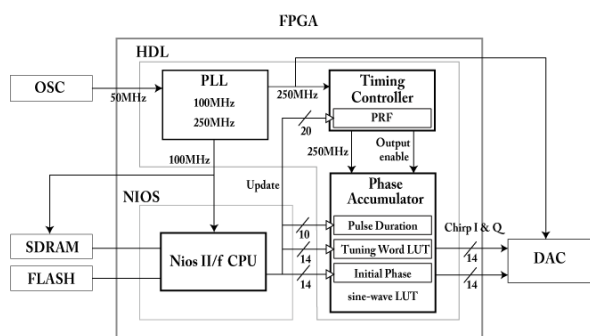 FPGA
HDL
OSC
50MHz
PLL
100MHz
250MHz
250MHz
Timing
Controller
PRF
20
100MHz
250MHz
Output
enable
Update
NIOS
Phase
Accumulator
Pulse Duration
10
Tuning Word LUT
14
Initial Phase
14
sine-wave LUT
Chirp I & Q
14
14
SDRAM
FLASH
Nios II/f CPU
DAC